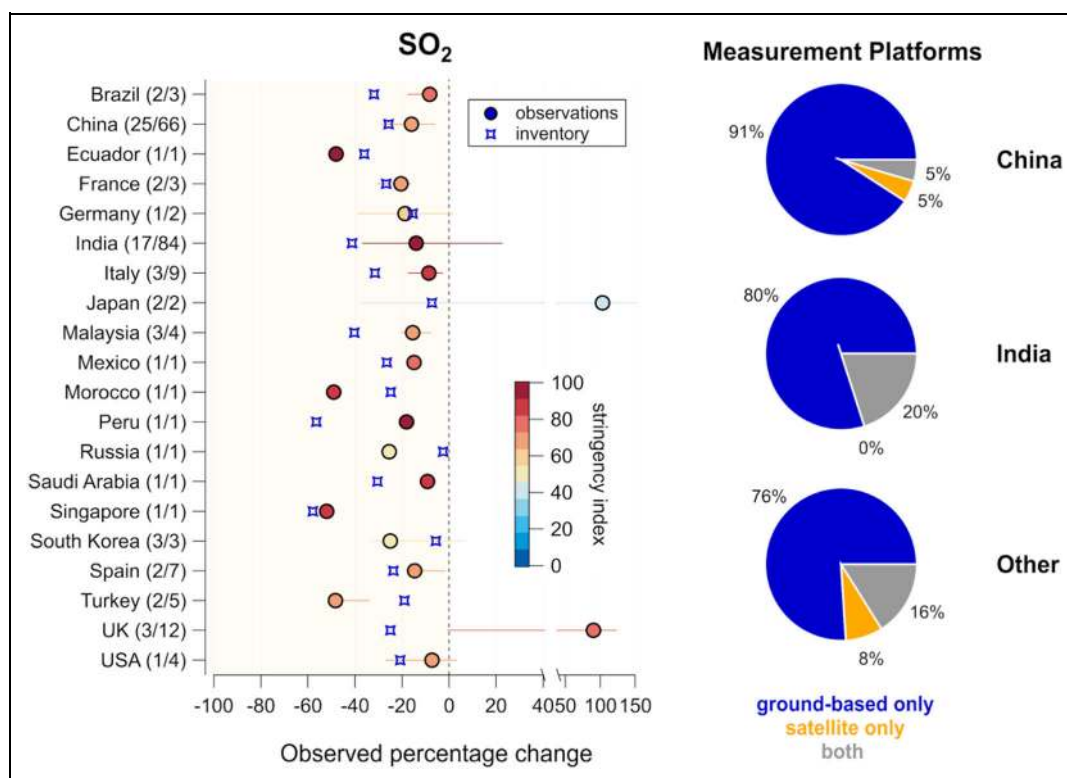 SO2
Brazil (2/3)
China (25/66)
Ecuador (1/1)
France (2/3)
Germany (1/2)
India (17/84)
Italy (3/9)
Japan (2/2)
Malaysia (3/4)
Mexico (1/1)
Morocco (1/1)
Peru (1/1)
Russia (1/1)
Saudi Arabia (1/1)
Singapore (1/1)
South Korea (3/3)
Spain (2/7)
Turkey (2/5)
UK (3/12)
USA (1/4)
observations
inventory
100
80
60
40
20
0
stringency index
-100 -80 -60 -40 -20 0 20 40 50 100 150
Observed percentage change
Measurement Platforms
91%
5%
5%
China
80%
20%
0%
India
76%
16%
8%
Other
ground-based only
satellite only
both